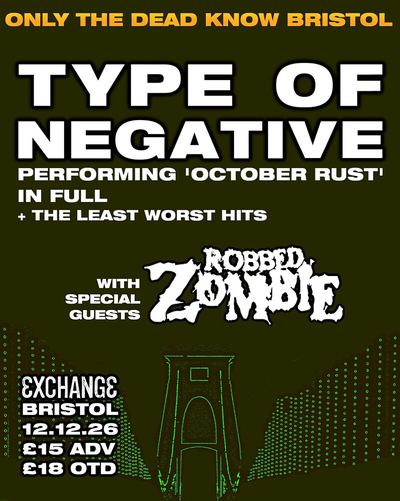 ONLY THE DEAD KNOW BRISTOL
TYPE OF
NEGATIVE
PERFORMING 'OCTOBER RUST'
IN FULL
+ THE LEAST WORST HITS
WITH
SPECIAL
GUESTS
ROBBED
ZOMBIE
EXCHANGE
BRISTOL
12.12.26
£15 ADV
£18 OTD